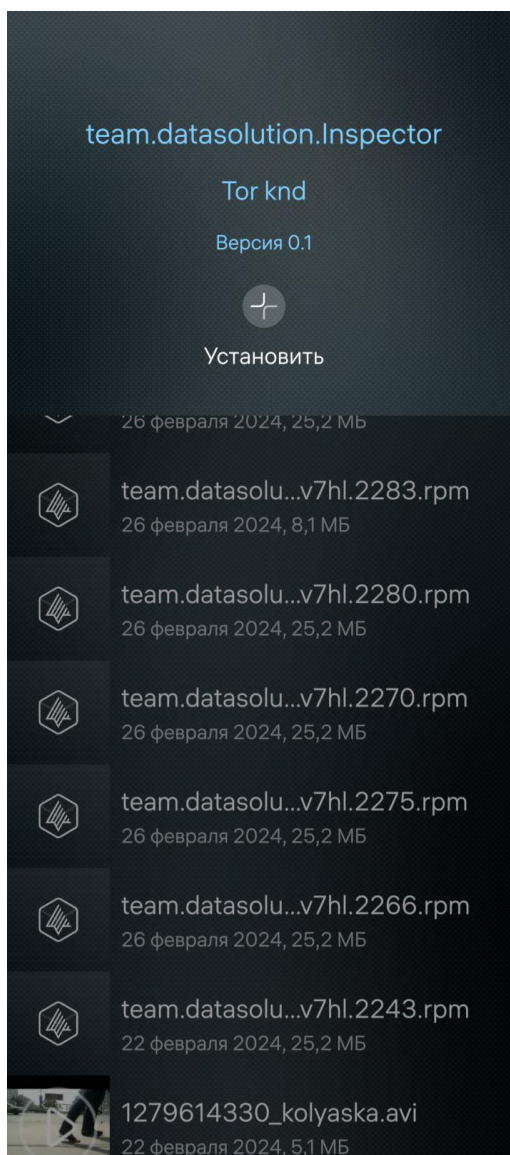 team.datasolution.Inspector
Tor knd
Версия 0.1
Установить
26 февраля 2024, 25,2 МБ
team.datasolu...v7hl.2283.rpm
26 февраля 2024, 8,1 МБ
team.datasolu...v7hl.2280.rpm
26 февраля 2024, 25,2 МБ
team.datasolu...v7hl.2270.rpm
26 февраля 2024, 25,2 МБ
team.datasolu...v7hl.2275.rpm
26 февраля 2024, 25,2 МБ
team.datasolu...v7hl.2266.rpm
26 февраля 2024, 25,2 МБ
team.datasolu...v7hl.2243.rpm
22 февраля 2024, 25,2 МБ
1279614330_kolyaska.avi
22 февраля 2024, 5,1 МБ